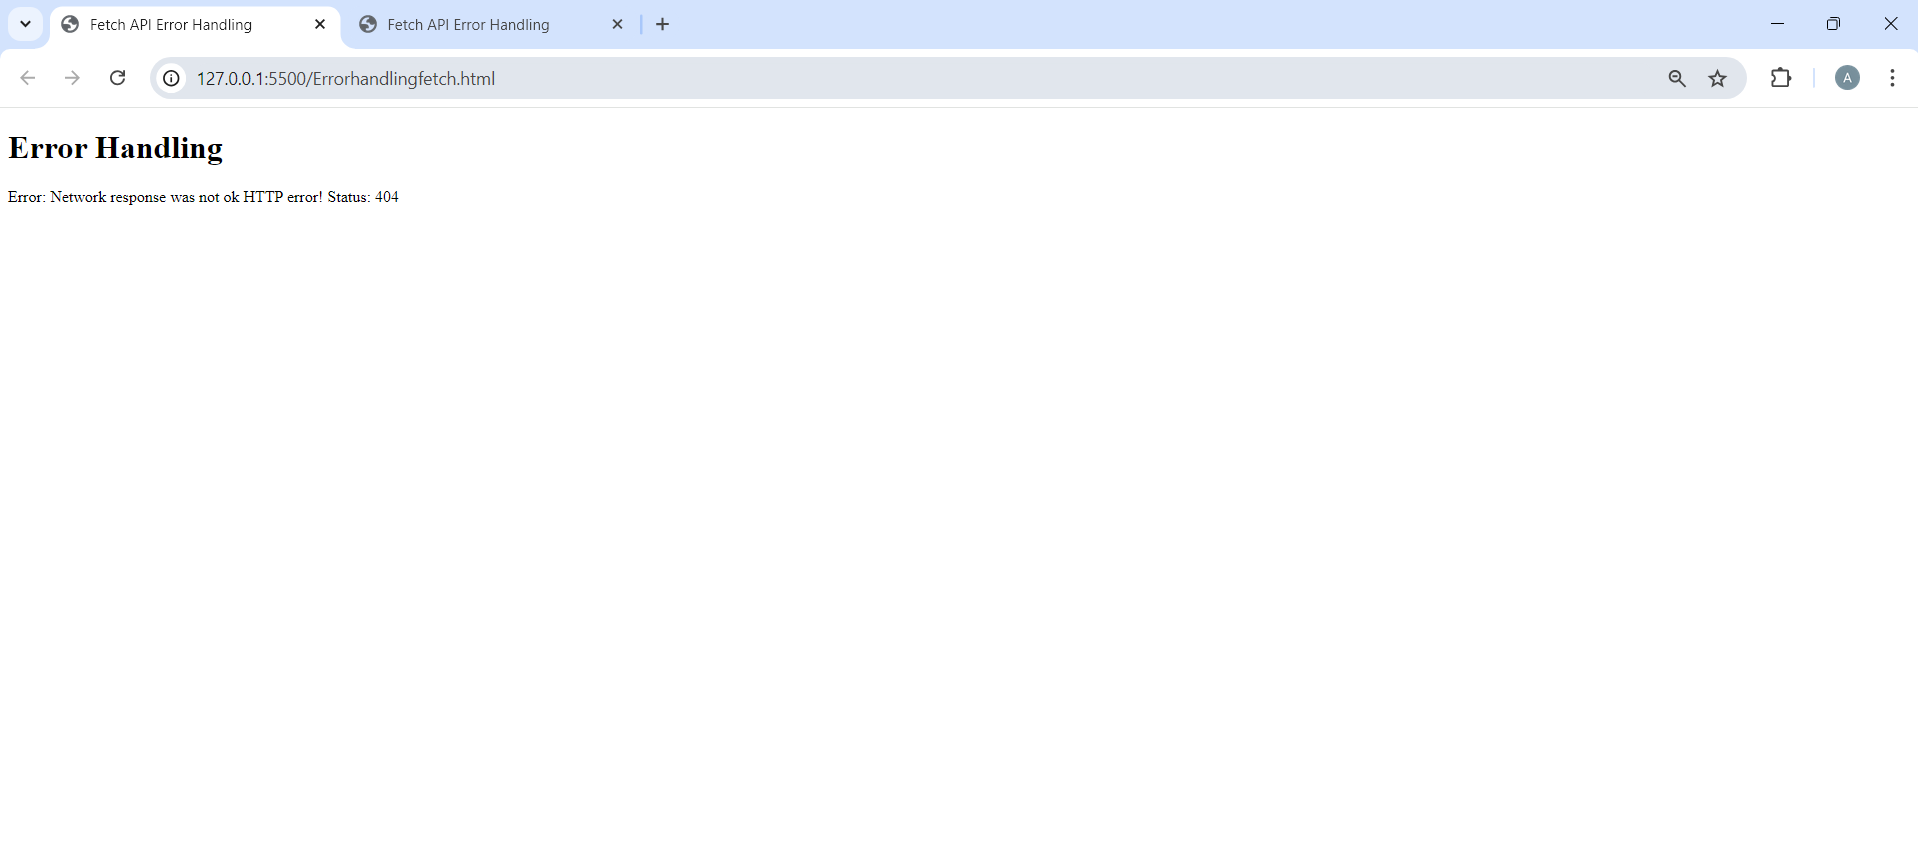 Fetch API Error Handling
Fetch API Error Handling
127.0.0.1:5500/Errorhandlingfetch.html
A
Error Handling
Error: Network response was not ok HTTP error! Status: 404